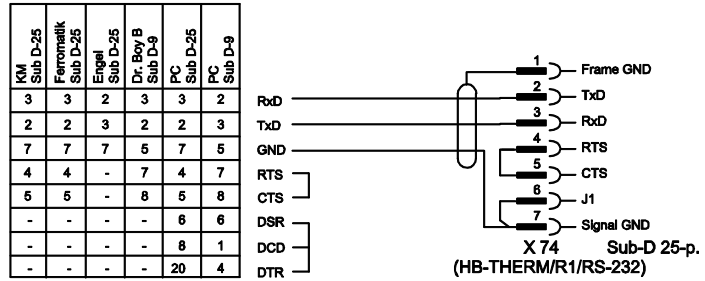 KM Sub D-25
Ferromatik Sub D-25
Engel Sub D-25
Dr. Boy B Sub D-9
PC Sub D-25
PC Sub D-9
3 3 2 3 3 2 RxD
2 2 3 2 2 3 TxD
7 7 7 5 7 5 GND
4 4 - 7 4 7 RTS
5 5 - 8 5 8 CTS
- - - - 6 6 DSR
- - - - 8 1 DCD
- - - - 20 4 DTR
1 Frame GND
2 TxD
3 RxD
4 RTS
5 CTS
6 J1
7 Signal GND
X 74 Sub-D 25-p.
(HB-THERM/R1/RS-232)